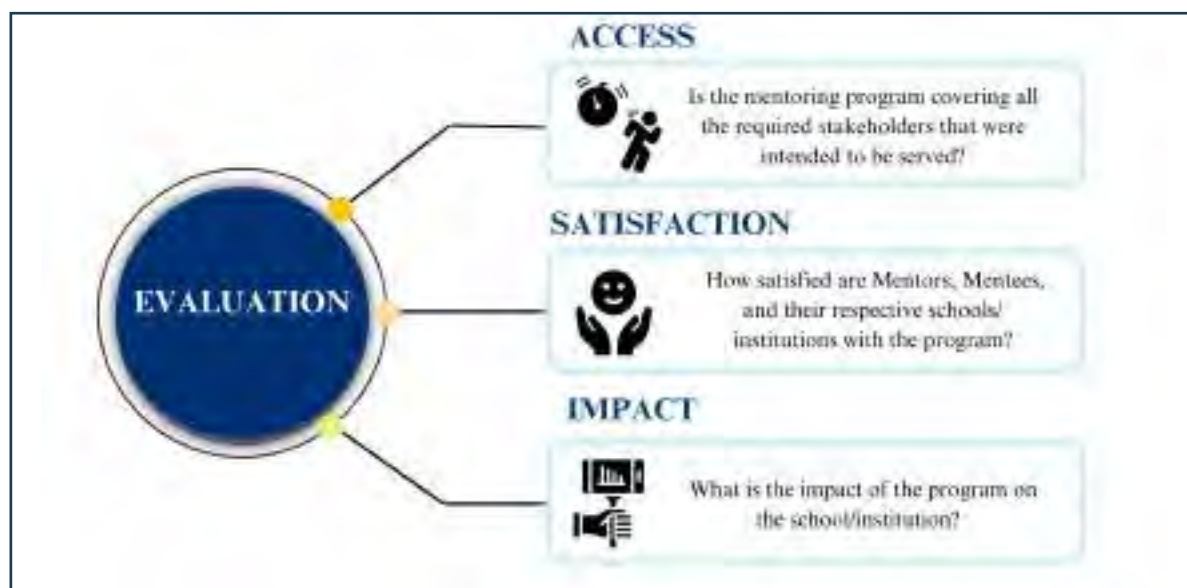 ACCESS
Is the mentoring program covering all
the required stakeholders that were
intended to be served?
EVALUATION
SATISFACTION
How satisfied are Mentors, Mentees,
and their respective schools/
institutions with the program?
IMPACT
What is the impact of the program on
the school/institution?